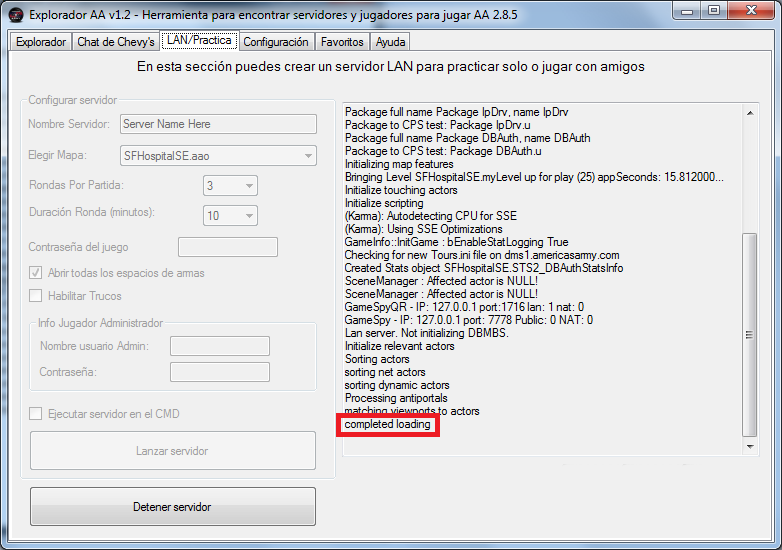 Explorador AA v1.2 - Herramienta para encontrar servidores y jugadores para jugar AA 2.8.5
Explorador
Chat de Chevy's
LAN/Practica
Configuración
Favoritos
Ayuda
En esta sección puedes crear un servidor LAN para practicar solo o jugar con amigos
Configurar servidor
Nombre Servidor:
Server Name Here
Elegir Mapa:
SFHospitalSE.aao
Rondas Por Partida:
3
Duración Ronda (minutos):
10
Contraseña del juego
Abrir todas los espacios de armas
Habilitar Trucos
Info Jugador Administrador
Nombre usuario Admin:
Contraseña:
Ejecutar servidor en el CMD
Lanzar servidor
Detener servidor
Package full name Package IpDrv, name IpDrv
Package to CPS test: Package IpDrv.u
Package full name Package DBAuth, name DBAuth
Package to CPS test: Package DBAuth.u
Initializing map features
Bringing Level SFHospitalSE.myLevel up for play (25) appSeconds: 15.812000...
Initialize touching actors
Initialize scripting
(Karma): Autodetecting CPU for SSE
(Karma): Using SSE Optimizations
GameInfo::InitGame : bEnableStatLogging True
Checking for new Tours.ini file on dms1.americasarmy.com
Created Stats object SFHospitalSE.STS2_DBAuthStatsInfo
SceneManager : Affected actor is NULL!
SceneManager : Affected actor is NULL!
GameSpyQR - IP: 127.0.0.1 port:1716 lan: 1 nat: 0
GameSpy - IP: 127.0.0.1 port: 7778 Public: 0 NAT: 0
Lan server. Not initializing DBMBS.
Initialize relevant actors
Sorting actors
sorting net actors
sorting dynamic actors
Processing antiportals
matching viewports to actors
completed loading